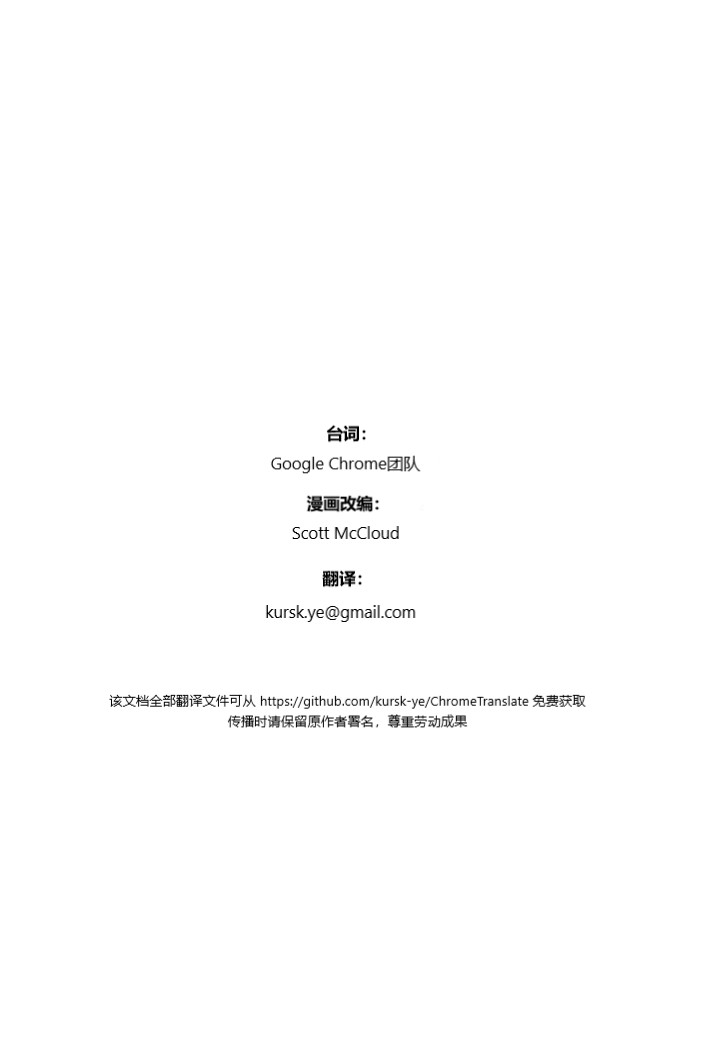 台词：
Google Chrome团队
漫画改编：
Scott McCloud
翻译：
kursk.ye@gmail.com
该文档全部翻译文件可从 https://github.com/kursk-ye/ChromeTranslate 免费获取
传播时请保留原作者署名，尊重劳动成果